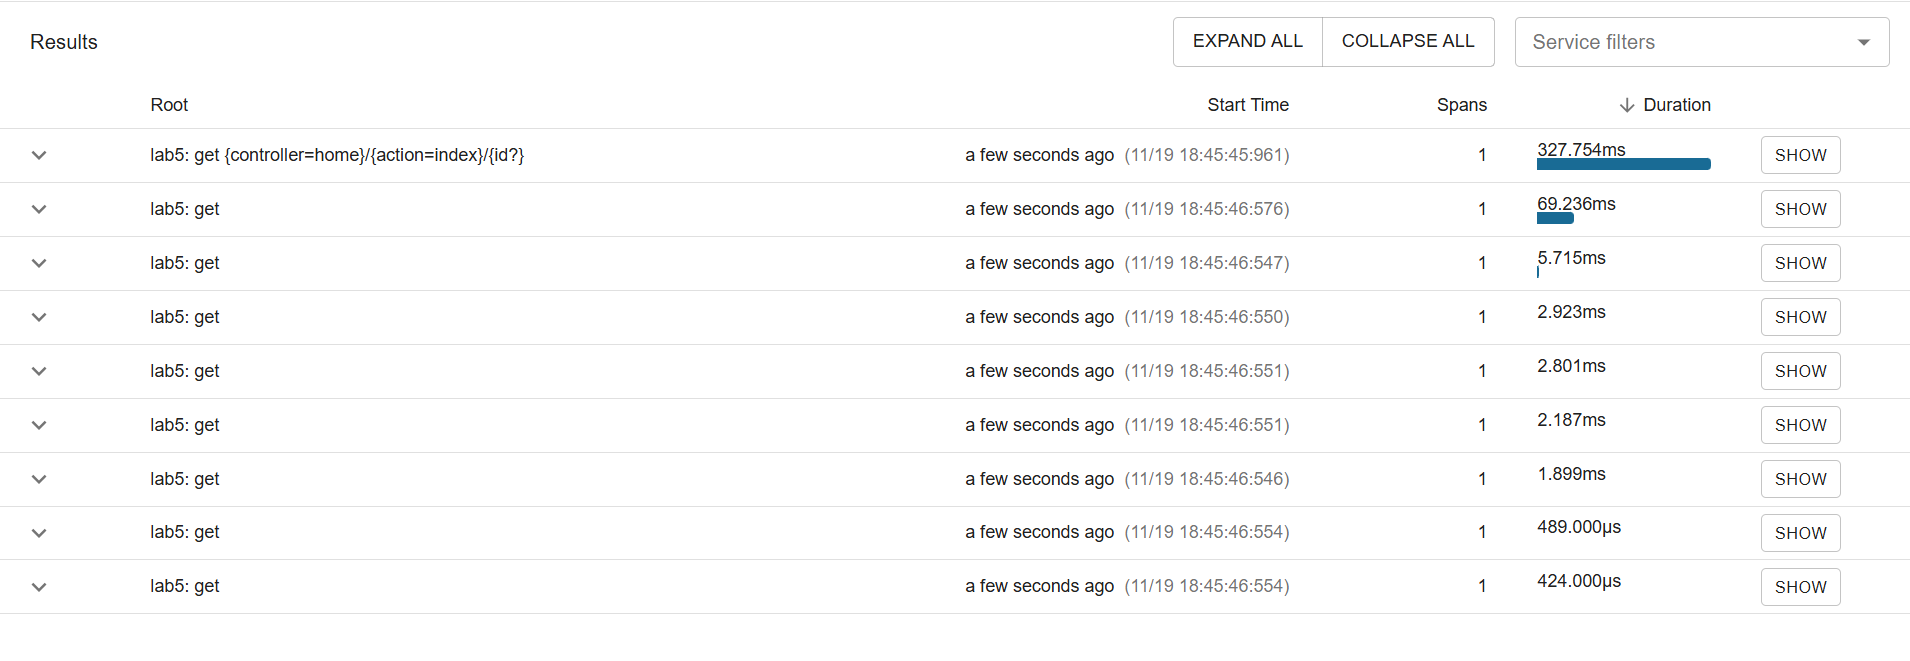 Results EXPAND ALL COLLAPSE ALL Service filters
Root Start Time Spans Duration
lab5: get {controller=home}/{action=index}/{id?} a few seconds ago (11/19 18:45:45:961) 1 327.754ms SHOW
lab5: get a few seconds ago (11/19 18:45:46:576) 1 69.236ms SHOW
lab5: get a few seconds ago (11/19 18:45:46:547) 1 5.715ms SHOW
lab5: get a few seconds ago (11/19 18:45:46:550) 1 2.923ms SHOW
lab5: get a few seconds ago (11/19 18:45:46:551) 1 2.801ms SHOW
lab5: get a few seconds ago (11/19 18:45:46:551) 1 2.187ms SHOW
lab5: get a few seconds ago (11/19 18:45:46:546) 1 1.899ms SHOW
lab5: get a few seconds ago (11/19 18:45:46:554) 1 489.000μs SHOW
lab5: get a few seconds ago (11/19 18:45:46:554) 1 424.000μs SHOW